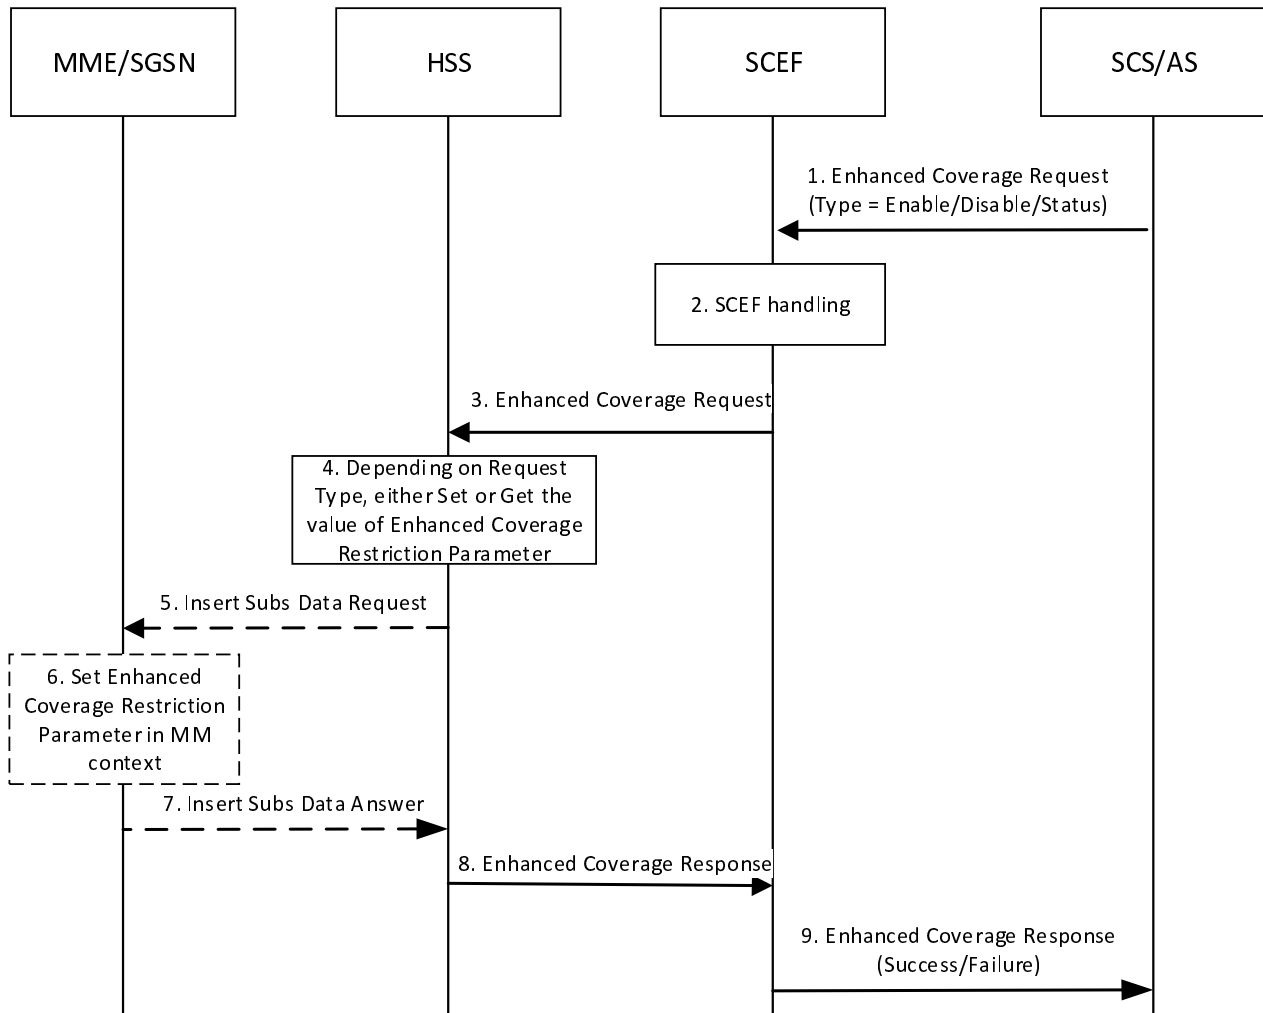 MME/SGSN
HSS
SCEF
SCS/AS
1. Enhanced Coverage Request
(Type = Enable/Disable/Status)
2. SCEF handling
3. Enhanced Coverage Request
4. Depending on Request
Type, either Set or Get the
value of Enhanced Coverage
Restriction Parameter
5. Insert Subs Data Request
6. Set Enhanced
Coverage Restriction
Parameter in MM
context
7. Insert Subs Data Answer
8. Enhanced Coverage Response
9. Enhanced Coverage Response
(Success/Failure)